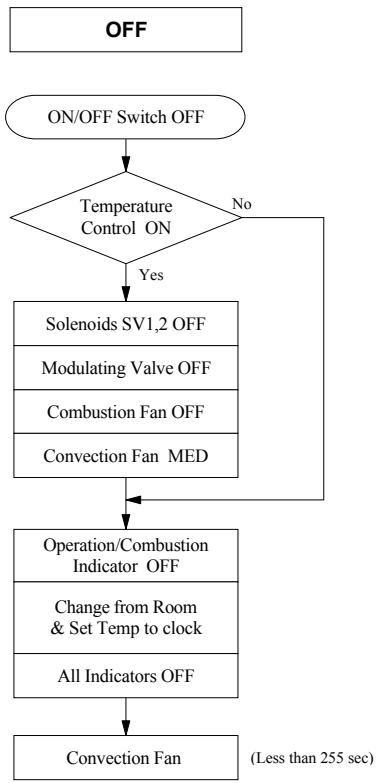 OFF
ON/OFF Switch OFF
Temperature
Control ON
No
Yes
Solenoids SV1,2 OFF
Modulating Valve OFF
Combustion Fan OFF
Convection Fan MED
Operation/Combustion
Indicator OFF
Change from Room
& Set Temp to clock
All Indicators OFF
Convection Fan
(Less than 255 sec)